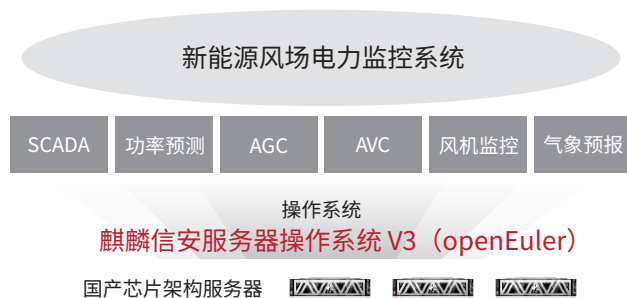 新能源风场电力监控系统
SCADA 功率预测 AGC AVC 风机监控 气象预报
操作系统
麒麟信安服务器操作系统 V3（openEuler）
国产芯片架构服务器